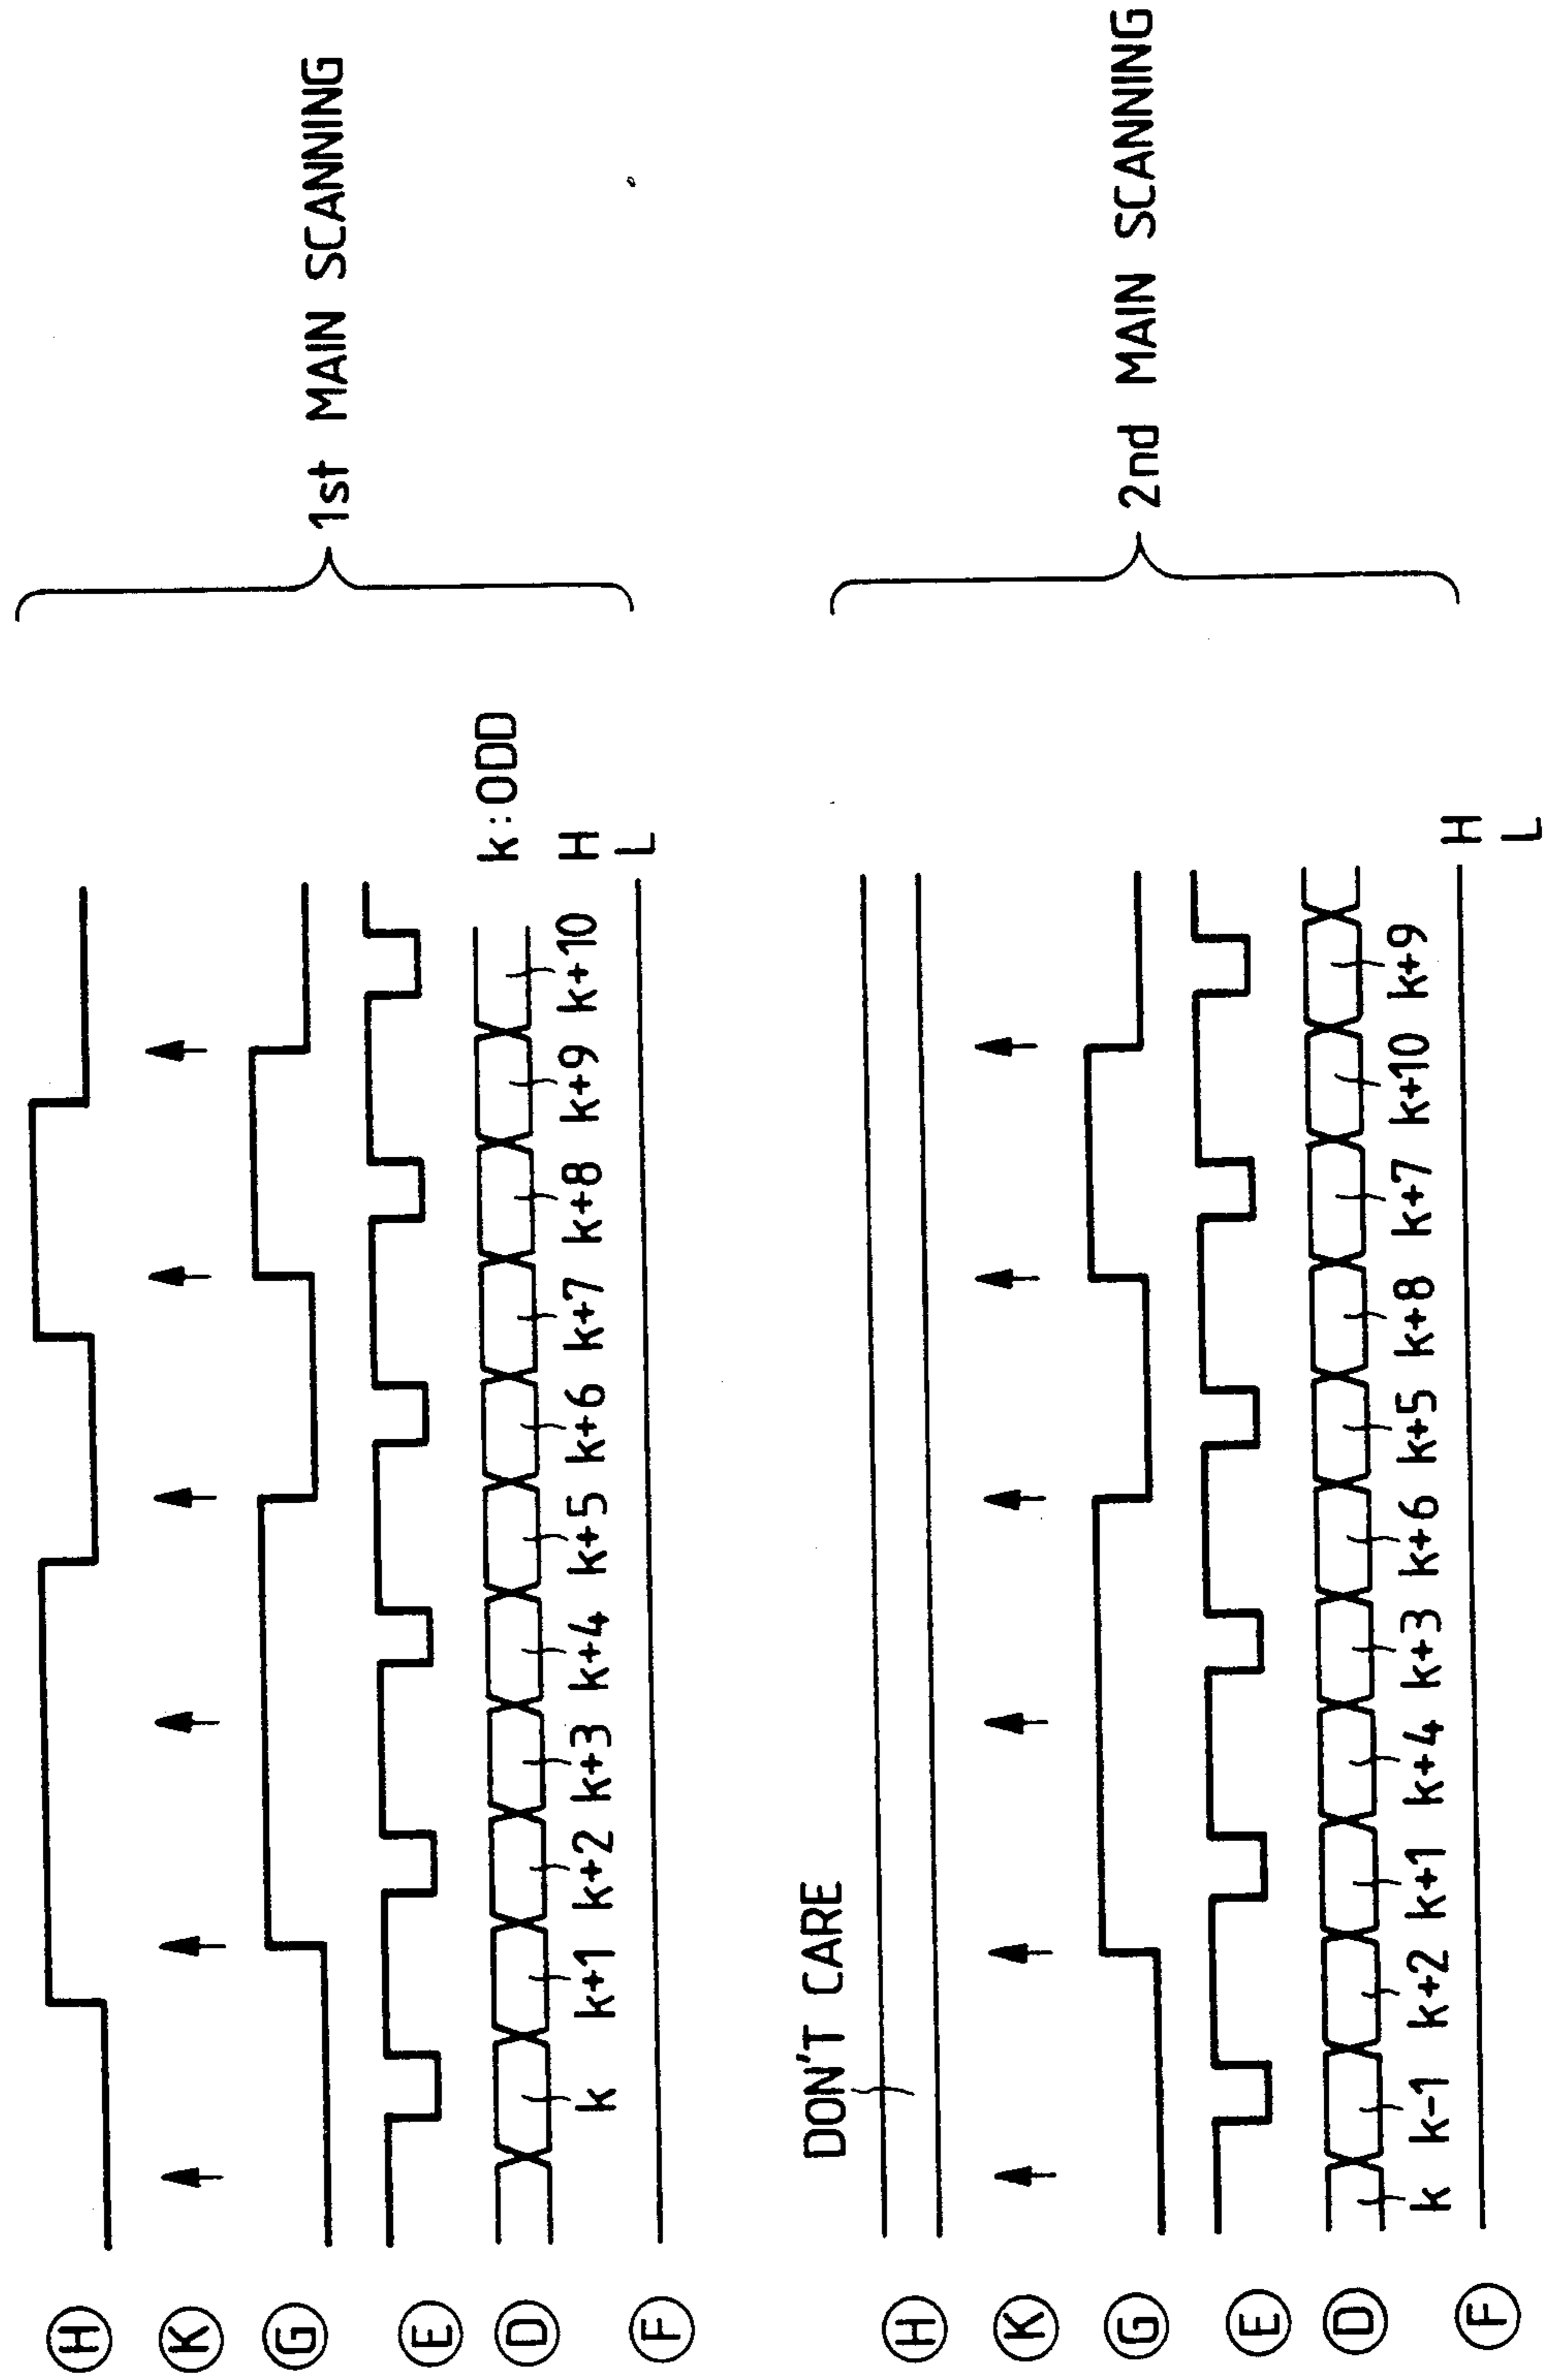 Ⓗ
Ⓚ
Ⓖ
Ⓔ
Ⓓ
k k+1 k+2 k+3 k+4 k+5 k+6 k+7 k+8 k+9 k+10
k:ODD
Ⓕ
H
L
1st MAIN SCANNING
DON'T CARE
Ⓗ
Ⓚ
Ⓖ
Ⓔ
Ⓓ
k k-1 k+2 k+1 k+4 k+3 k+6 k+5 k+8 k+7 k+10 k+9
Ⓕ
H
L
2nd MAIN SCANNING